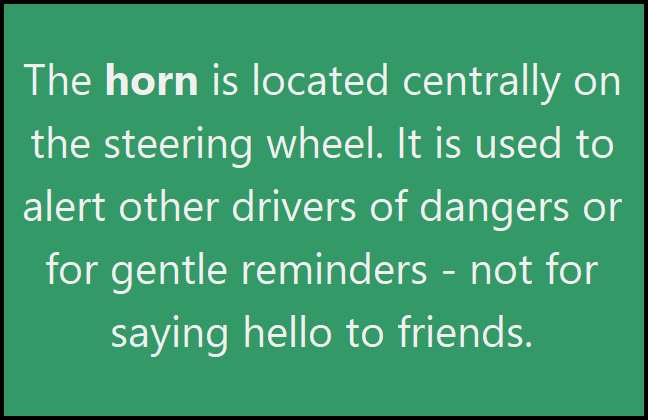 The horn is located centrally on
the steering wheel. It is used to
alert other drivers of dangers or
for gentle reminders - not for
saying hello to friends.